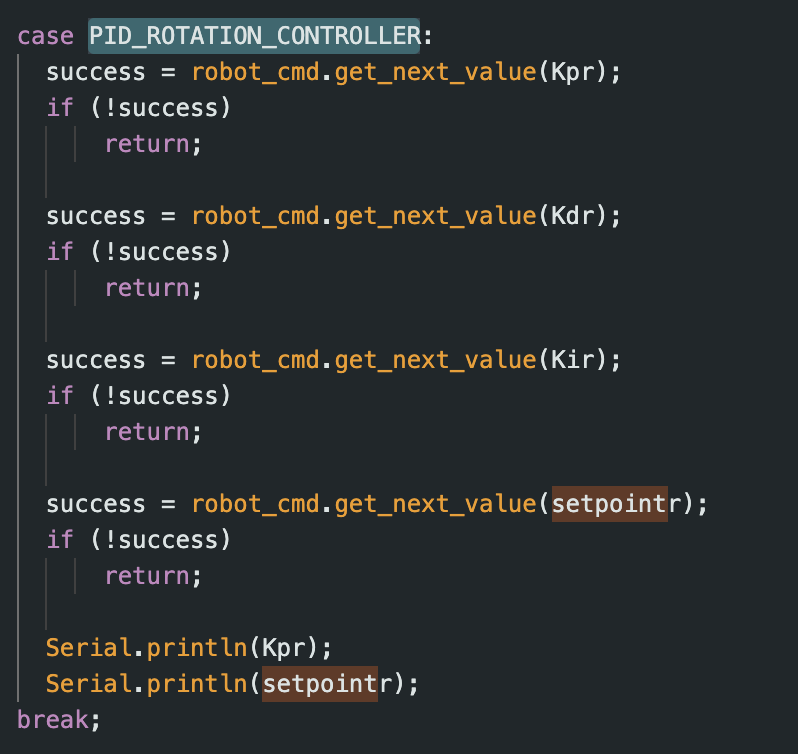 case PID_ROTATION_CONTROLLER:
success = robot_cmd.get_next_value(Kpr);
if (!success)
return;
success = robot_cmd.get_next_value(Kdr);
if (!success)
return;
success = robot_cmd.get_next_value(Kir);
if (!success)
return;
success = robot_cmd.get_next_value(setpointr);
if (!success)
return;
Serial.println(Kpr);
Serial.println(setpointr);
break;